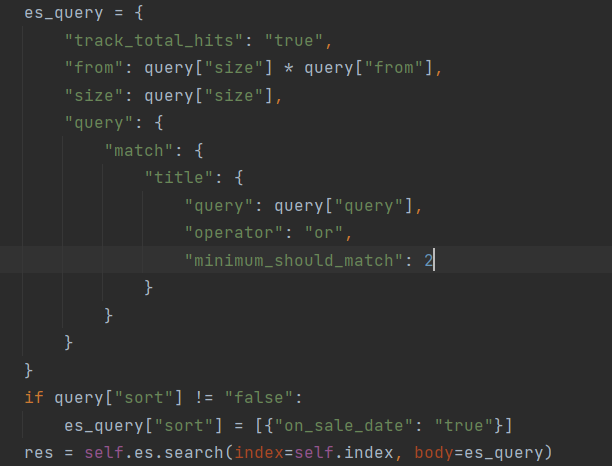 es_query = {
"track_total_hits": "true",
"from": query["size"] * query["from"],
"size": query["size"],
"query": {
"match": {
"title": {
"query": query["query"],
"operator": "or",
"minimum_should_match": 2
}
}
}
}
if query["sort"] != "false":
es_query["sort"] = [{"on_sale_date": "true"}]
res = self.es.search(index=self.index, body=es_query)